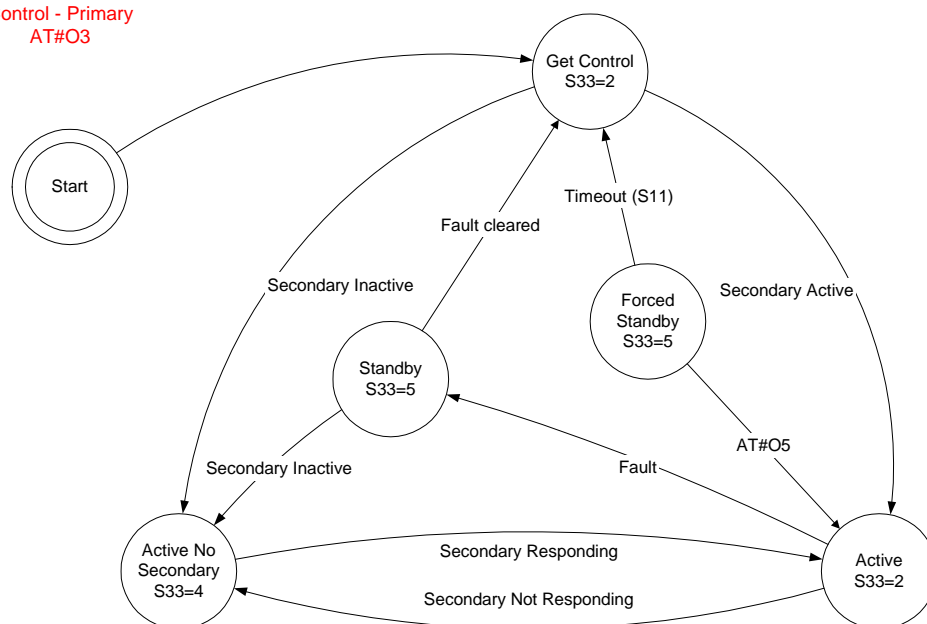 ontrol - Primary
AT#O3
Get Control
S33=2
Start
Timeout (S11)
Fault cleared
Secondary Inactive
Secondary Active
Forced
Standby
S33=5
Standby
S33=5
AT#O5
Secondary Inactive
Fault
Active No
Secondary
S33=4
Secondary Responding
Active
S33=2
Secondary Not Responding